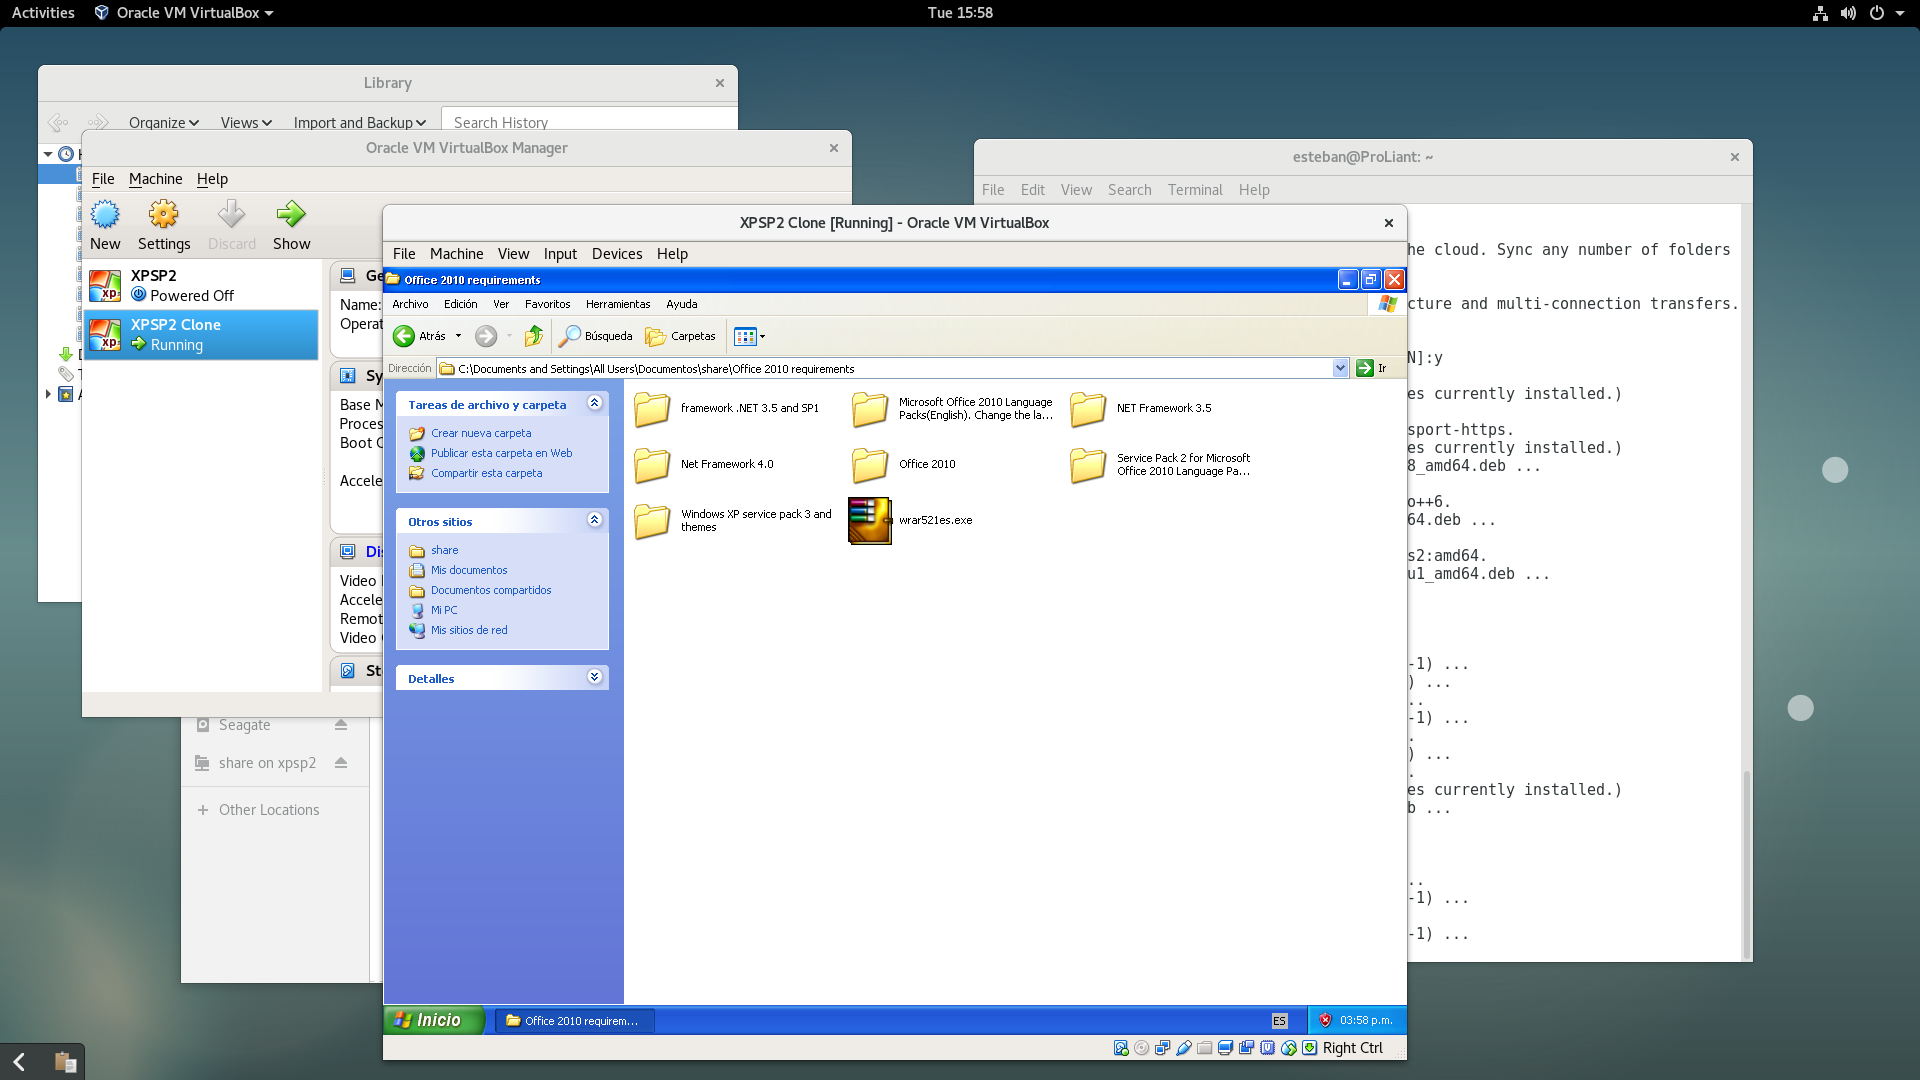 Activities
Oracle VM VirtualBox
Tue 15:58
Library
Organize
Views
Import and Backup
Search History
Oracle VM VirtualBox Manager
File Machine Help
New
Settings
Discard
Show
XPSP2
Powered Off
XPSP2 Clone
Running
Name:
Base M
Boot C
Video
Seagate
share on xpsp2
Other Locations
esteban@ProLiant: ~
File Edit View Search Terminal Help
he cloud. Sync any number of folders
cture and multi-connection transfers.
N]:y
es currently installed.)
sport-https.
es currently installed.)
8_amd64.deb ...
o++6.
64.deb ...
s2:amd64.
u1_amd64.deb ...
-1) ...
) ...
..
-1) ...
.
) ...
.
es currently installed.)
b ...
..
-1) ...
-1) ...
XPSP2 Clone [Running] - Oracle VM VirtualBox
File Machine View Input Devices Help
Office 2010 requirements
Archivo Edición Ver Favoritos Herramientas Ayuda
Atrás
Búsqueda
Carpetas
Dirección
C:\Documents and Settings\All Users\Documentos\share\Office 2010 requirements
Ir
Tareas de archivo y carpeta
Crear nueva carpeta
Publicar esta carpeta en Web
Compartir esta carpeta
Otros sitios
share
Mis documentos
Documentos compartidos
Mi PC
Mis sitios de red
Detalles
framework .NET 3.5 and SP1
Microsoft Office 2010 Language
Packs(English). Change the la...
NET Framework 3.5
Net Framework 4.0
Office 2010
Service Pack 2 for Microsoft
Office 2010 Language Pa...
Windows XP service pack 3 and
themes
wrar521es.exe
Inicio
Office 2010 requirem...
ES
03:58 p.m.
Right Ctrl